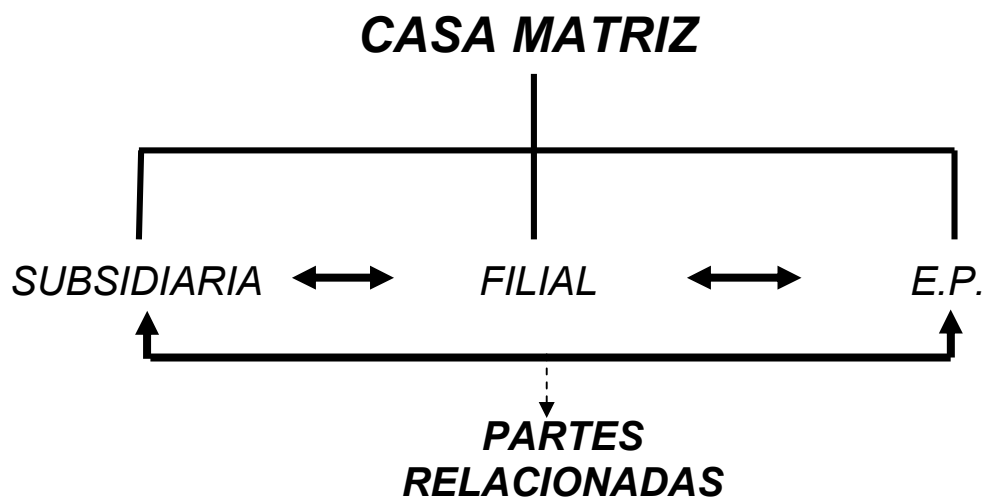 CASA MATRIZ
SUBSIDIARIA FILIAL E.P.
PARTES
RELACIONADAS